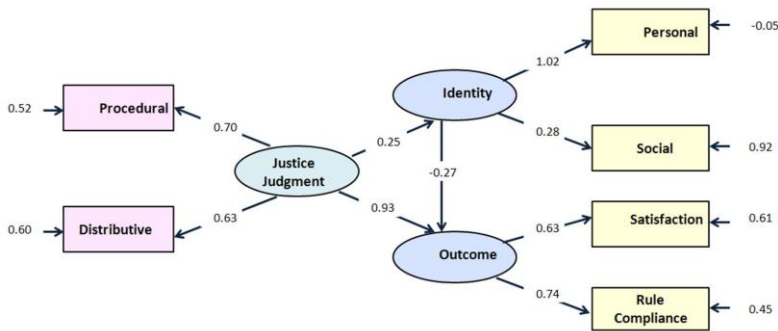 Personal
-0.05
1.02
Identity
0.52
Procedural
0.70
0.25
0.28
Social
0.92
Justice
Judgment
-0.27
0.93
0.63
Distributive
0.60
Satisfaction
0.61
0.63
Outcome
0.74
Rule
Compliance
0.45